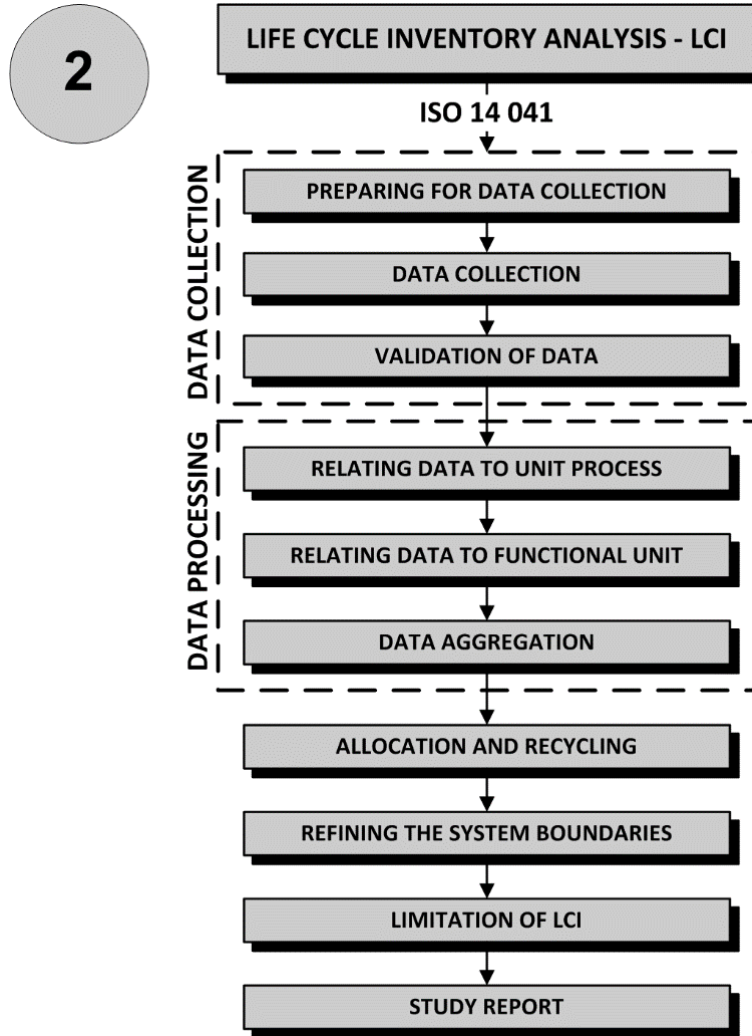 2
LIFE CYCLE INVENTORY ANALYSIS - LCI
ISO 14 041
DATA COLLECTION
PREPARING FOR DATA COLLECTION
DATA COLLECTION
VALIDATION OF DATA
DATA PROCESSING
RELATING DATA TO UNIT PROCESS
RELATING DATA TO FUNCTIONAL UNIT
DATA AGGREGATION
ALLOCATION AND RECYCLING
REFINING THE SYSTEM BOUNDARIES
LIMITATION OF LCI
STUDY REPORT